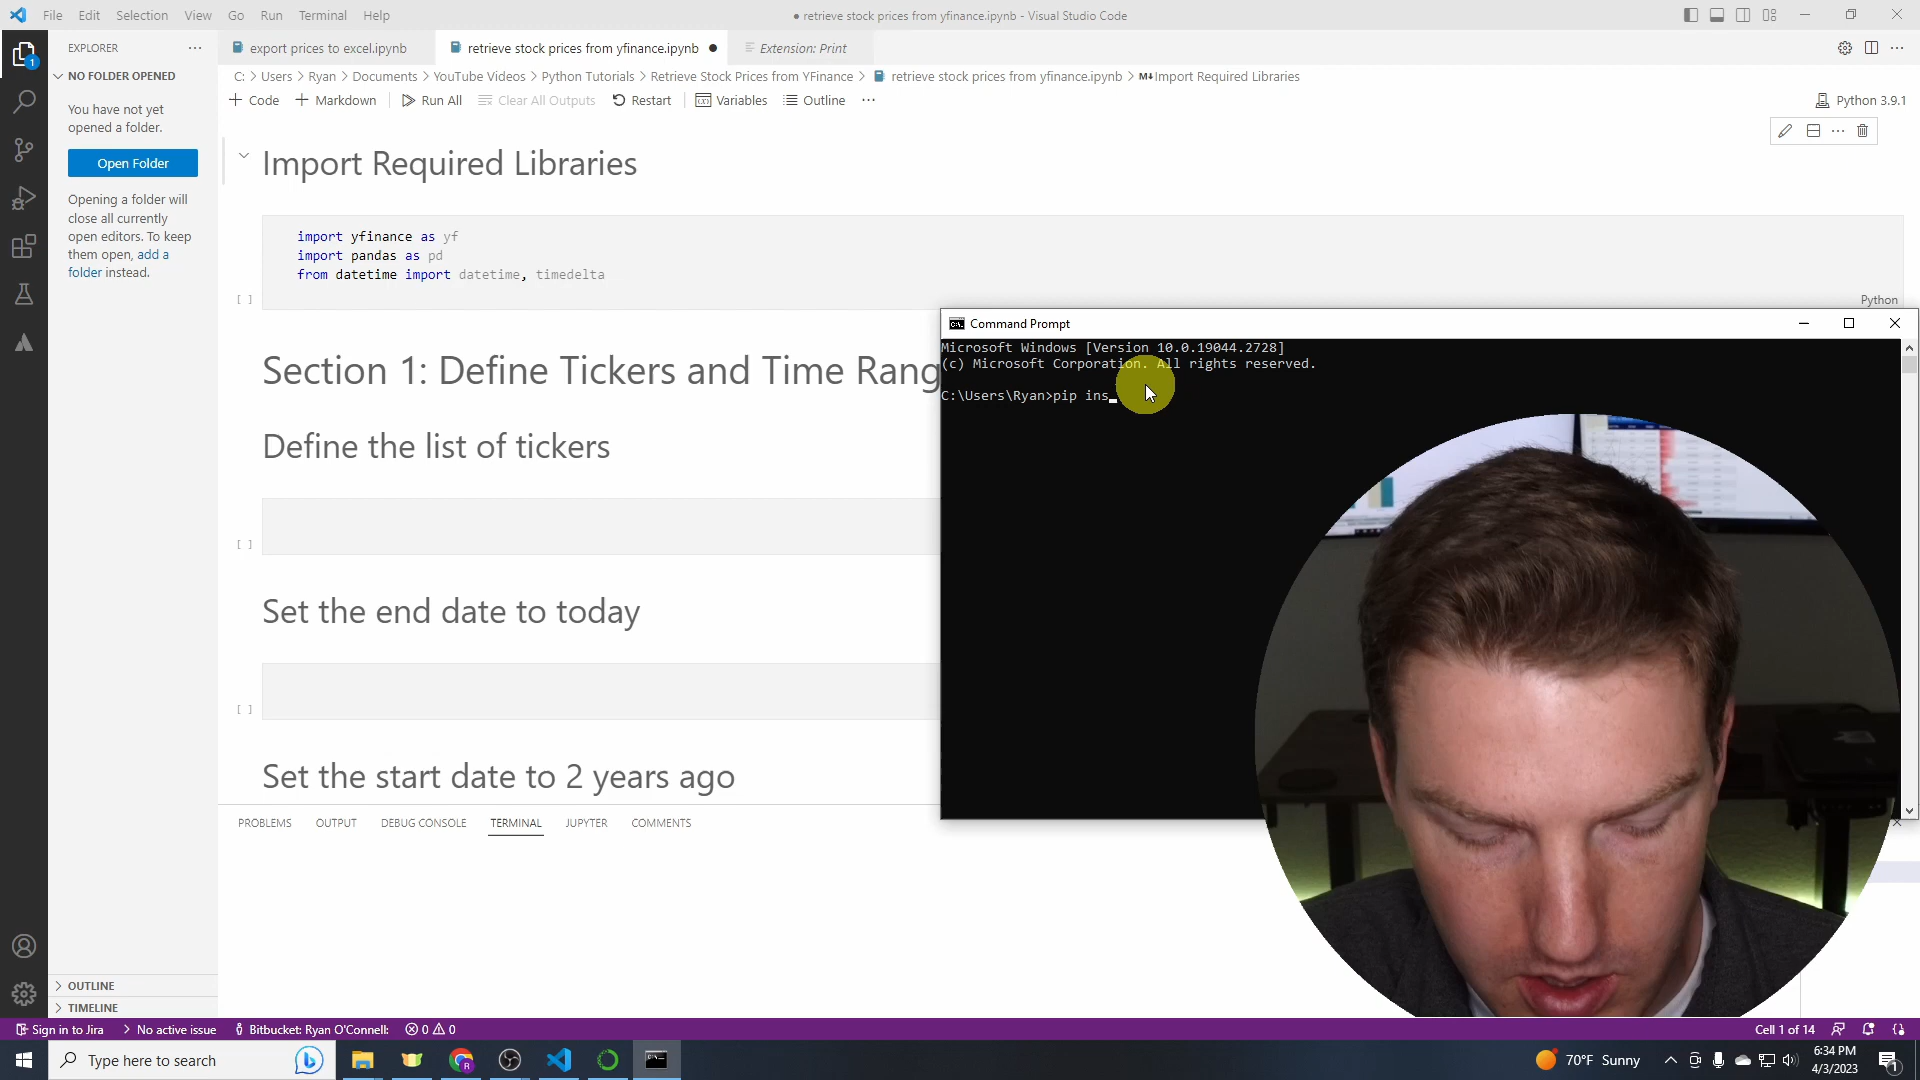 File Edit Selection View Go Run Terminal Help
● retrieve stock prices from yfinance.ipynb - Visual Studio Code
EXPLORER
export prices to excel.ipynb
retrieve stock prices from yfinance.ipynb ●
Extension: Print
NO FOLDER OPENED
C: > Users > Ryan > Documents > YouTube Videos > Python Tutorials > Retrieve Stock Prices from YFinance > retrieve stock prices from yfinance.ipynb > M↓Import Required Libraries
You have not yet
opened a folder.
+ Code + Markdown Run All Clear All Outputs Restart Variables Outline ···
Python 3.9.1
Open Folder
Opening a folder will
close all currently
open editors. To keep
them open, add a
folder instead.
Import Required Libraries
import yfinance as yf
import pandas as pd
from datetime import datetime, timedelta
[ ]
Python
Section 1: Define Tickers and Time Rang
Define the list of tickers
[ ]
Set the end date to today
[ ]
Set the start date to 2 years ago
Command Prompt
Microsoft Windows [Version 10.0.19044.2728]
(c) Microsoft Corporation. All rights reserved.
C:\Users\Ryan>pip ins_
PROBLEMS OUTPUT DEBUG CONSOLE TERMINAL JUPYTER COMMENTS
OUTLINE
TIMELINE
Sign in to Jira
No active issue
Bitbucket: Ryan O'Connell:
0 0
Cell 1 of 14
Type here to search
70°F Sunny
6:34 PM
4/3/2023
1
1